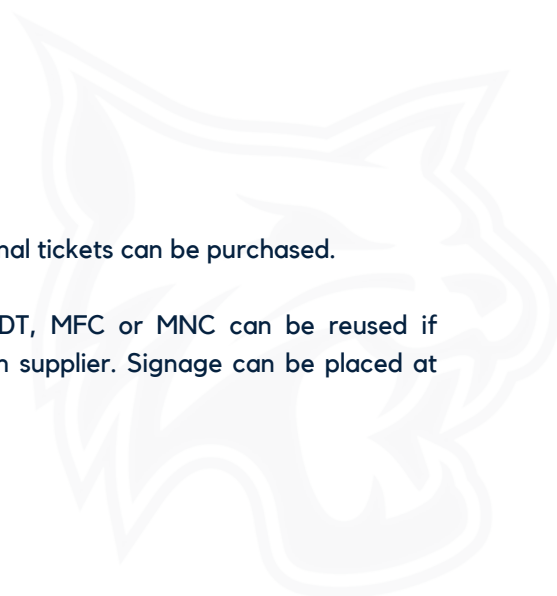 nal tickets can be purchased.
DT, MFC or MNC can be reused if
n supplier. Signage can be placed at